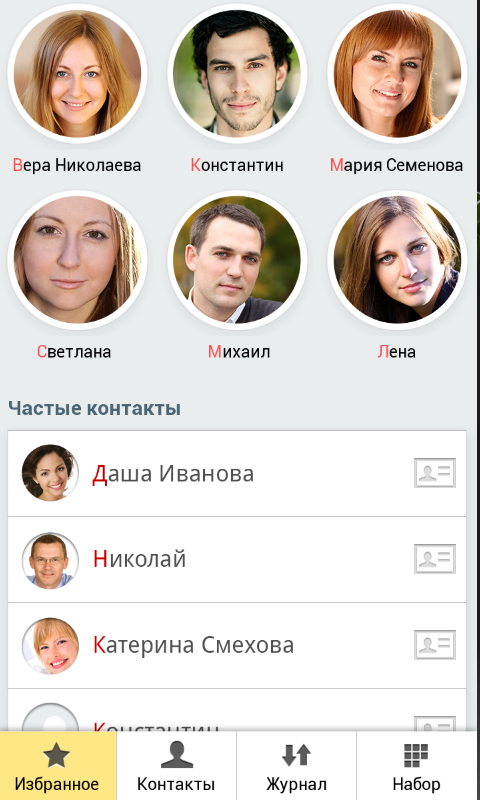 Вера Николаева
Константин
Мария Семенова
Светлана
Михаил
Лена
Частые контакты
Даша Иванова
Николай
Катерина Смехова
Константин
Избранное
Контакты
Журнал
Набор